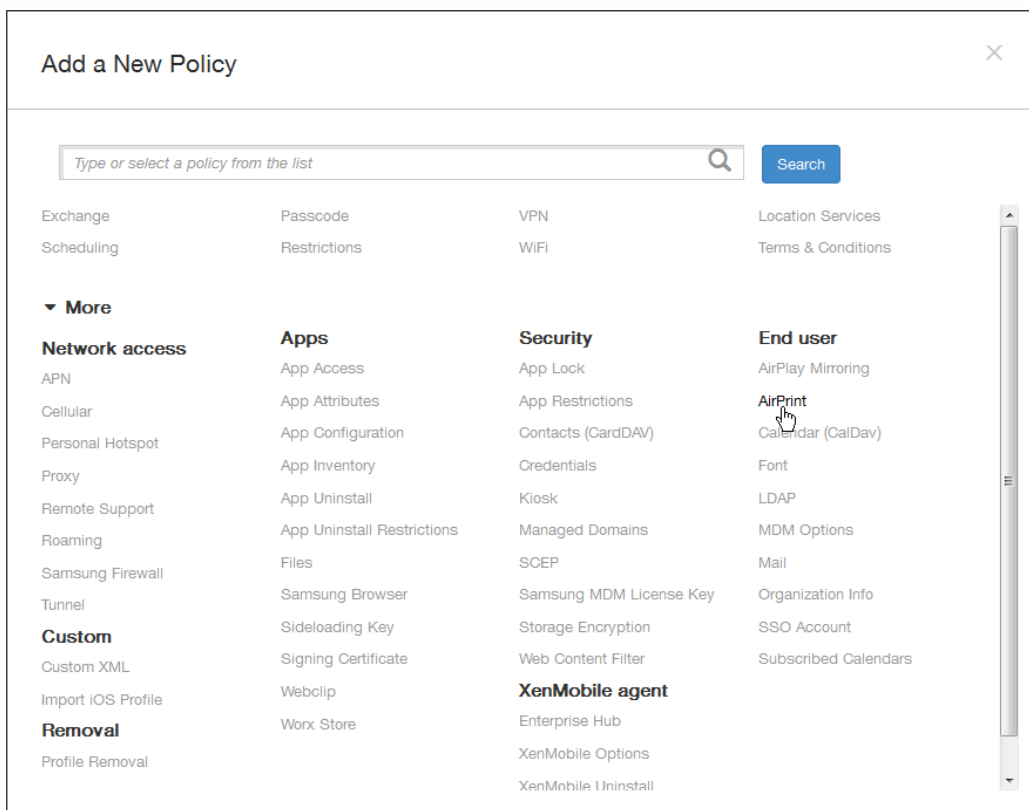 Add a New Policy
Type or select a policy from the list
Search
Exchange
Passcode
VPN
Location Services
Scheduling
Restrictions
WiFi
Terms & Conditions
More
Network access
APN
Cellular
Personal Hotspot
Proxy
Remote Support
Roaming
Samsung Firewall
Tunnel
Custom
Custom XML
Import iOS Profile
Removal
Profile Removal
Apps
App Access
App Attributes
App Configuration
App Inventory
App Uninstall
App Uninstall Restrictions
Files
Samsung Browser
Sideloading Key
Signing Certificate
Webclip
Worx Store
Security
App Lock
App Restrictions
Contacts (CardDAV)
Credentials
Kiosk
Managed Domains
SCEP
Samsung MDM License Key
Storage Encryption
Web Content Filter
XenMobile agent
Enterprise Hub
XenMobile Options
XenMobile Uninstall
End user
AirPlay Mirroring
AirPrint
Calendar (CalDav)
Font
LDAP
MDM Options
Mail
Organization Info
SSO Account
Subscribed Calendars